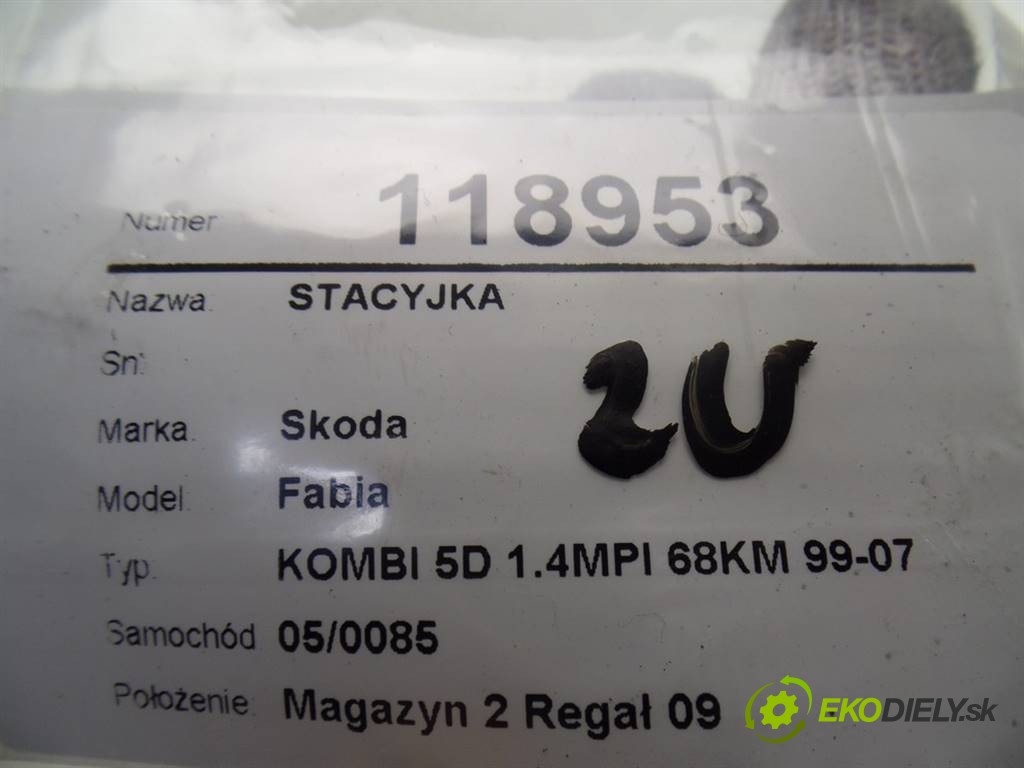 Numer 118953
Nazwa: STACYJKA
Sn:
20
Marka: Skoda
Model: Fabia
Typ: KOMBI 5D 1.4MPI 68KM 99-07
Samochód 05/0085
Położenie: Magazyn 2 Regał 09
EKODIELY.sk